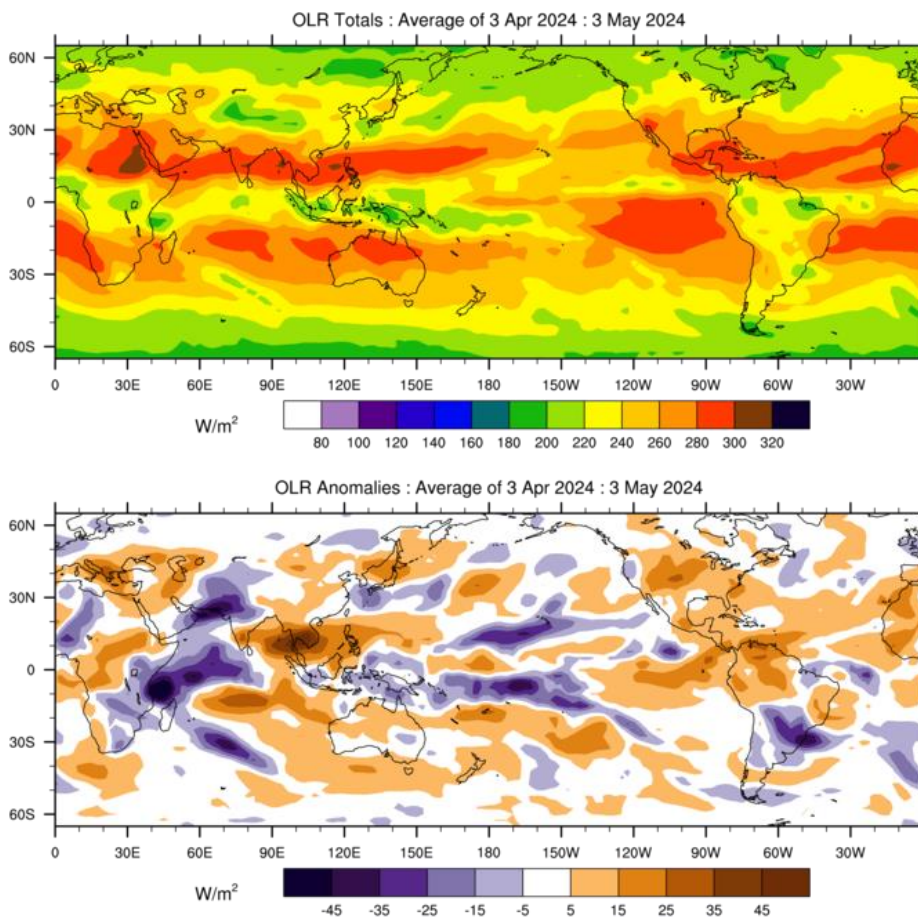 OLR Totals : Average of 3 Apr 2024 : 3 May 2024
60N
30N
0
30S
60S
0 30E 60E 90E 120E 150E 180 150W 120W 90W 60W 30W
W/m²
80 100 120 140 160 180 200 220 240 260 280 300 320
OLR Anomalies : Average of 3 Apr 2024 : 3 May 2024
60N
30N
0
30S
60S
0 30E 60E 90E 120E 150E 180 150W 120W 90W 60W 30W
W/m²
-45 -35 -25 -15 -5 5 15 25 35 45